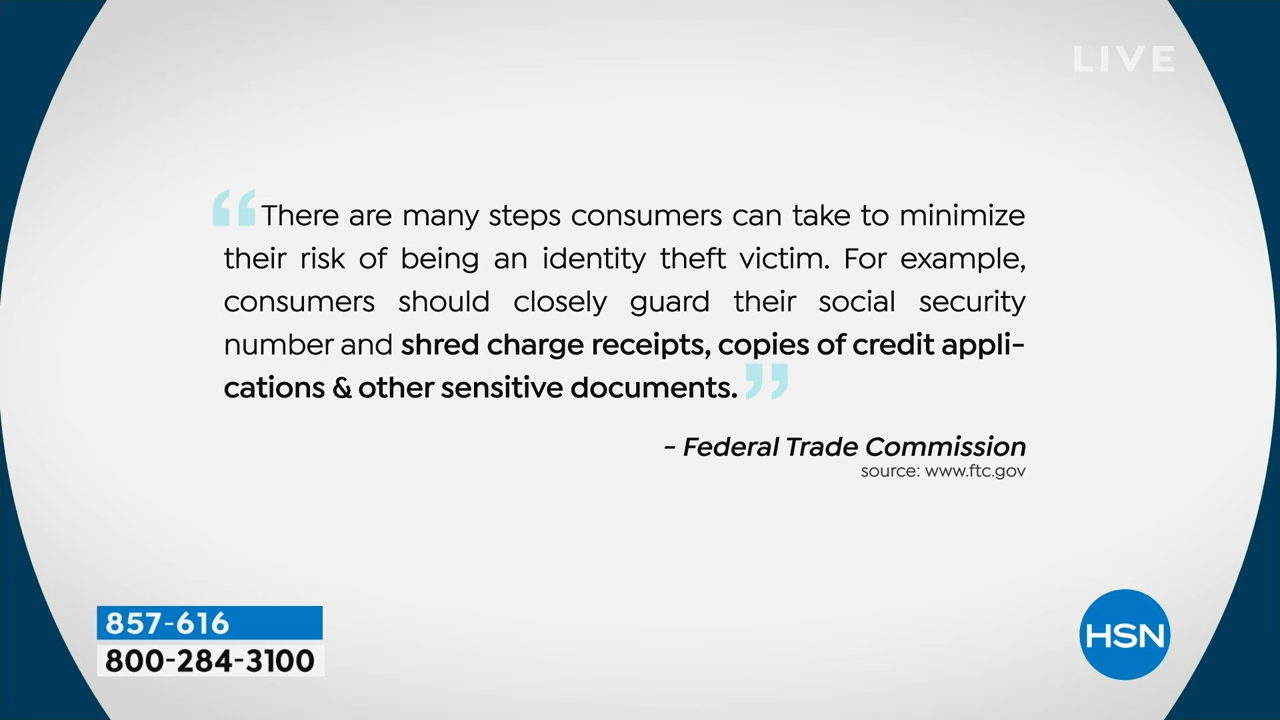 LIVE
“There are many steps consumers can take to minimize
their risk of being an identity theft victim. For example,
consumers should closely guard their social security
number and shred charge receipts, copies of credit appli-
cations & other sensitive documents.”
- Federal Trade Commission
source: www.ftc.gov
857-616
800-284-3100
HSN